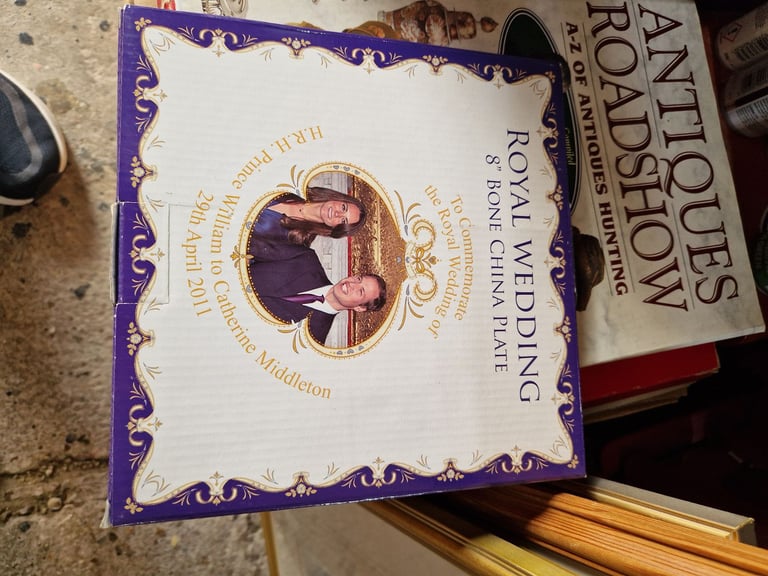 ROYAL WEDDING
8" BONE CHINA PLATE
To Commemorate
the Royal Wedding of
H.R.H. Prince William to Catherine Middleton
29th April 2011
ANTIQUES
ROADSHOW
A-Z OF ANTIQUES HUNTING